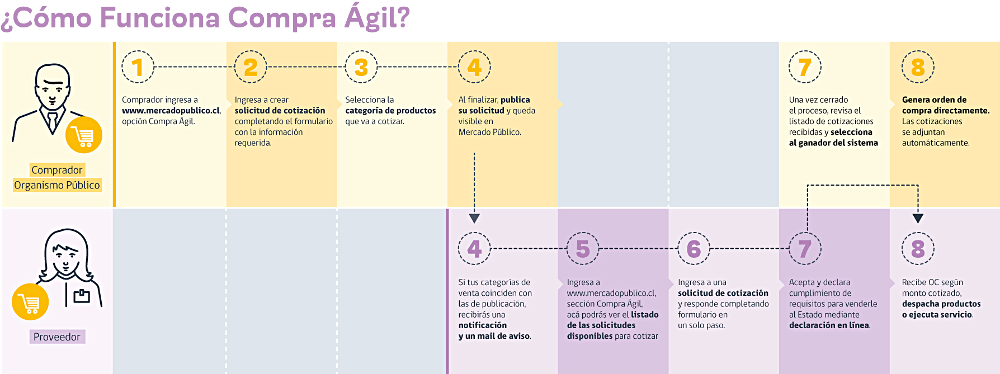 ¿Cómo Funciona Compra Ágil?
Comprador
Organismo Público
1
Comprador ingresa a
www.mercadopublico.cl,
opción Compra Ágil.
2
Ingresa a crear
solicitud de cotización
completando el formulario
con la información
requerida.
3
Selecciona la
categoría de productos
que va a cotizar.
4
Al finalizar, publica
su solicitud y queda
visible en
Mercado Público.
7
Una vez cerrado
el proceso, revisa el
listado de cotizaciones
recibidas y selecciona
al ganador del sistema
8
Genera orden de
compra directamente.
Las cotizaciones
se adjuntan
automáticamente.
Proveedor
4
Si tus categorías de
venta coinciden con
las de publicación,
recibirás una
notificación
y un mail de aviso.
5
Ingresa a
www.mercadopublico.cl,
sección Compra Ágil,
acá podrás ver el listado
de las solicitudes
disponibles para cotizar
6
Ingresa a una
solicitud de cotización
y responde completando
formulario en
un solo paso.
7
Acepta y declara
cumplimiento de
requisitos para venderle
al Estado mediante
declaración en línea.
8
Recibe OC según
monto cotizado,
despacha productos
o ejecuta servicio.